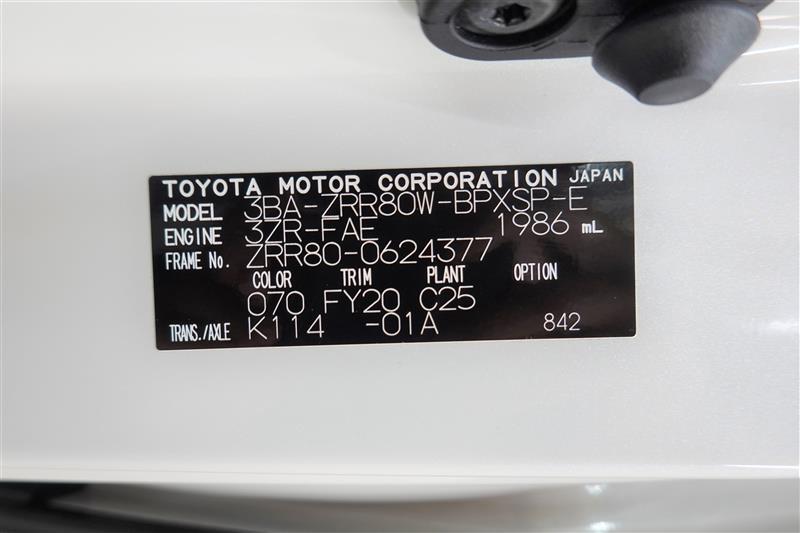 TOYOTA MOTOR CORPORATION JAPAN
MODEL 3BA-ZRR80W-BPXSP-E
ENGINE 3ZR-FAE 1986 mL
FRAME No. ZRR80-0624377
COLOR TRIM PLANT OPTION
070 FY20 C25
TRANS./AXLE K114 -01A 842